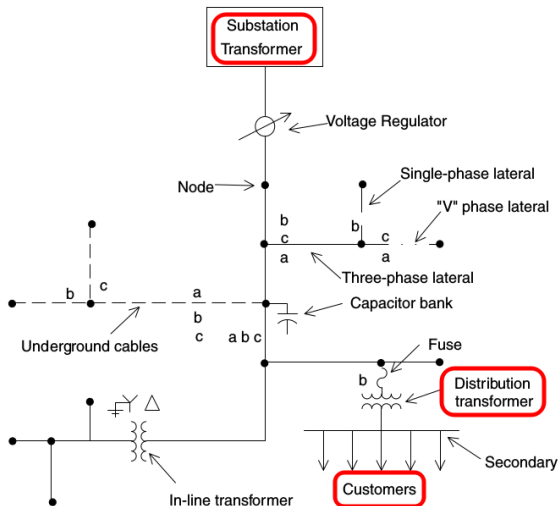 Substation
Transformer
Voltage Regulator
Node
Single-phase lateral
"V" phase lateral
b
c
a
b
c
a
Three-phase lateral
b
c
a
b
c
Capacitor bank
Underground cables
a b c
Fuse
b
Distribution
transformer
Secondary
In-line transformer
Customers